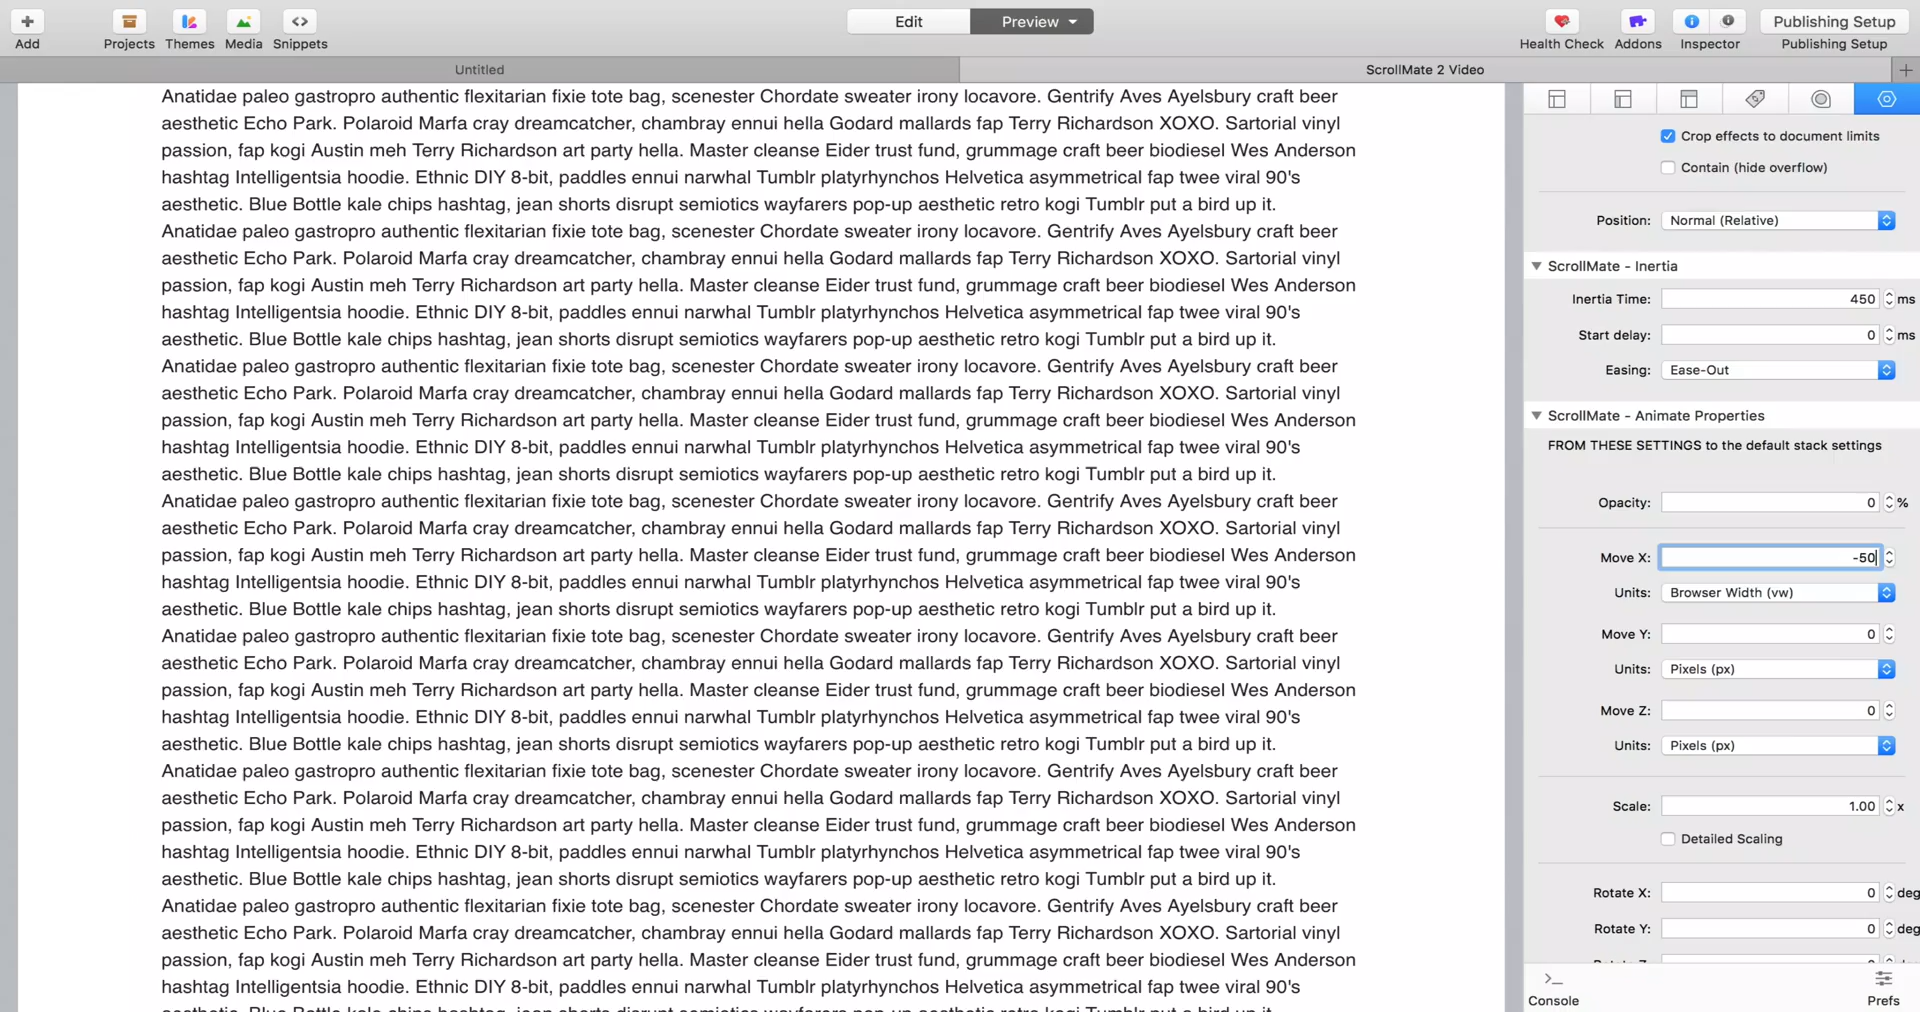 Add
Projects
Themes
Media
Snippets
Edit
Preview
Health Check
Addons
Inspector
Publishing Setup
Publishing Setup
Untitled
ScrollMate 2 Video
Anatidae paleo gastropro authentic flexitarian fixie tote bag, scenester Chordate sweater irony locavore. Gentrify Aves Ayelsbury craft beer
aesthetic Echo Park. Polaroid Marfa cray dreamcatcher, chambray ennui hella Godard mallards fap Terry Richardson XOXO. Sartorial vinyl
passion, fap kogi Austin meh Terry Richardson art party hella. Master cleanse Eider trust fund, grummage craft beer biodiesel Wes Anderson
hashtag Intelligentsia hoodie. Ethnic DIY 8-bit, paddles ennui narwhal Tumblr platyrhynchos Helvetica asymmetrical fap twee viral 90's
aesthetic. Blue Bottle kale chips hashtag, jean shorts disrupt semiotics wayfarers pop-up aesthetic retro kogi Tumblr put a bird up it.
Anatidae paleo gastropro authentic flexitarian fixie tote bag, scenester Chordate sweater irony locavore. Gentrify Aves Ayelsbury craft beer
aesthetic Echo Park. Polaroid Marfa cray dreamcatcher, chambray ennui hella Godard mallards fap Terry Richardson XOXO. Sartorial vinyl
passion, fap kogi Austin meh Terry Richardson art party hella. Master cleanse Eider trust fund, grummage craft beer biodiesel Wes Anderson
hashtag Intelligentsia hoodie. Ethnic DIY 8-bit, paddles ennui narwhal Tumblr platyrhynchos Helvetica asymmetrical fap twee viral 90's
aesthetic. Blue Bottle kale chips hashtag, jean shorts disrupt semiotics wayfarers pop-up aesthetic retro kogi Tumblr put a bird up it.
Anatidae paleo gastropro authentic flexitarian fixie tote bag, scenester Chordate sweater irony locavore. Gentrify Aves Ayelsbury craft beer
aesthetic Echo Park. Polaroid Marfa cray dreamcatcher, chambray ennui hella Godard mallards fap Terry Richardson XOXO. Sartorial vinyl
passion, fap kogi Austin meh Terry Richardson art party hella. Master cleanse Eider trust fund, grummage craft beer biodiesel Wes Anderson
hashtag Intelligentsia hoodie. Ethnic DIY 8-bit, paddles ennui narwhal Tumblr platyrhynchos Helvetica asymmetrical fap twee viral 90's
aesthetic. Blue Bottle kale chips hashtag, jean shorts disrupt semiotics wayfarers pop-up aesthetic retro kogi Tumblr put a bird up it.
Anatidae paleo gastropro authentic flexitarian fixie tote bag, scenester Chordate sweater irony locavore. Gentrify Aves Ayelsbury craft beer
aesthetic Echo Park. Polaroid Marfa cray dreamcatcher, chambray ennui hella Godard mallards fap Terry Richardson XOXO. Sartorial vinyl
passion, fap kogi Austin meh Terry Richardson art party hella. Master cleanse Eider trust fund, grummage craft beer biodiesel Wes Anderson
hashtag Intelligentsia hoodie. Ethnic DIY 8-bit, paddles ennui narwhal Tumblr platyrhynchos Helvetica asymmetrical fap twee viral 90's
aesthetic. Blue Bottle kale chips hashtag, jean shorts disrupt semiotics wayfarers pop-up aesthetic retro kogi Tumblr put a bird up it.
Anatidae paleo gastropro authentic flexitarian fixie tote bag, scenester Chordate sweater irony locavore. Gentrify Aves Ayelsbury craft beer
aesthetic Echo Park. Polaroid Marfa cray dreamcatcher, chambray ennui hella Godard mallards fap Terry Richardson XOXO. Sartorial vinyl
passion, fap kogi Austin meh Terry Richardson art party hella. Master cleanse Eider trust fund, grummage craft beer biodiesel Wes Anderson
hashtag Intelligentsia hoodie. Ethnic DIY 8-bit, paddles ennui narwhal Tumblr platyrhynchos Helvetica asymmetrical fap twee viral 90's
aesthetic. Blue Bottle kale chips hashtag, jean shorts disrupt semiotics wayfarers pop-up aesthetic retro kogi Tumblr put a bird up it.
Anatidae paleo gastropro authentic flexitarian fixie tote bag, scenester Chordate sweater irony locavore. Gentrify Aves Ayelsbury craft beer
aesthetic Echo Park. Polaroid Marfa cray dreamcatcher, chambray ennui hella Godard mallards fap Terry Richardson XOXO. Sartorial vinyl
passion, fap kogi Austin meh Terry Richardson art party hella. Master cleanse Eider trust fund, grummage craft beer biodiesel Wes Anderson
hashtag Intelligentsia hoodie. Ethnic DIY 8-bit, paddles ennui narwhal Tumblr platyrhynchos Helvetica asymmetrical fap twee viral 90's
aesthetic. Blue Bottle kale chips hashtag, jean shorts disrupt semiotics wayfarers pop-up aesthetic retro kogi Tumblr put a bird up it.
Anatidae paleo gastropro authentic flexitarian fixie tote bag, scenester Chordate sweater irony locavore. Gentrify Aves Ayelsbury craft beer
aesthetic Echo Park. Polaroid Marfa cray dreamcatcher, chambray ennui hella Godard mallards fap Terry Richardson XOXO. Sartorial vinyl
passion, fap kogi Austin meh Terry Richardson art party hella. Master cleanse Eider trust fund, grummage craft beer biodiesel Wes Anderson
hashtag Intelligentsia hoodie. Ethnic DIY 8-bit, paddles ennui narwhal Tumblr platyrhynchos Helvetica asymmetrical fap twee viral 90's
Crop effects to document limits
Contain (hide overflow)
Position: Normal (Relative)
ScrollMate - Inertia
Inertia Time: 450 ms
Start delay: 0 ms
Easing: Ease-Out
ScrollMate - Animate Properties
FROM THESE SETTINGS to the default stack settings
Opacity: 0 %
Move X: -50
Units: Browser Width (vw)
Move Y: 0
Units: Pixels (px)
Move Z: 0
Units: Pixels (px)
Scale: 1.00 x
Detailed Scaling
Rotate X: 0 deg
Rotate Y: 0 deg
Console
Prefs